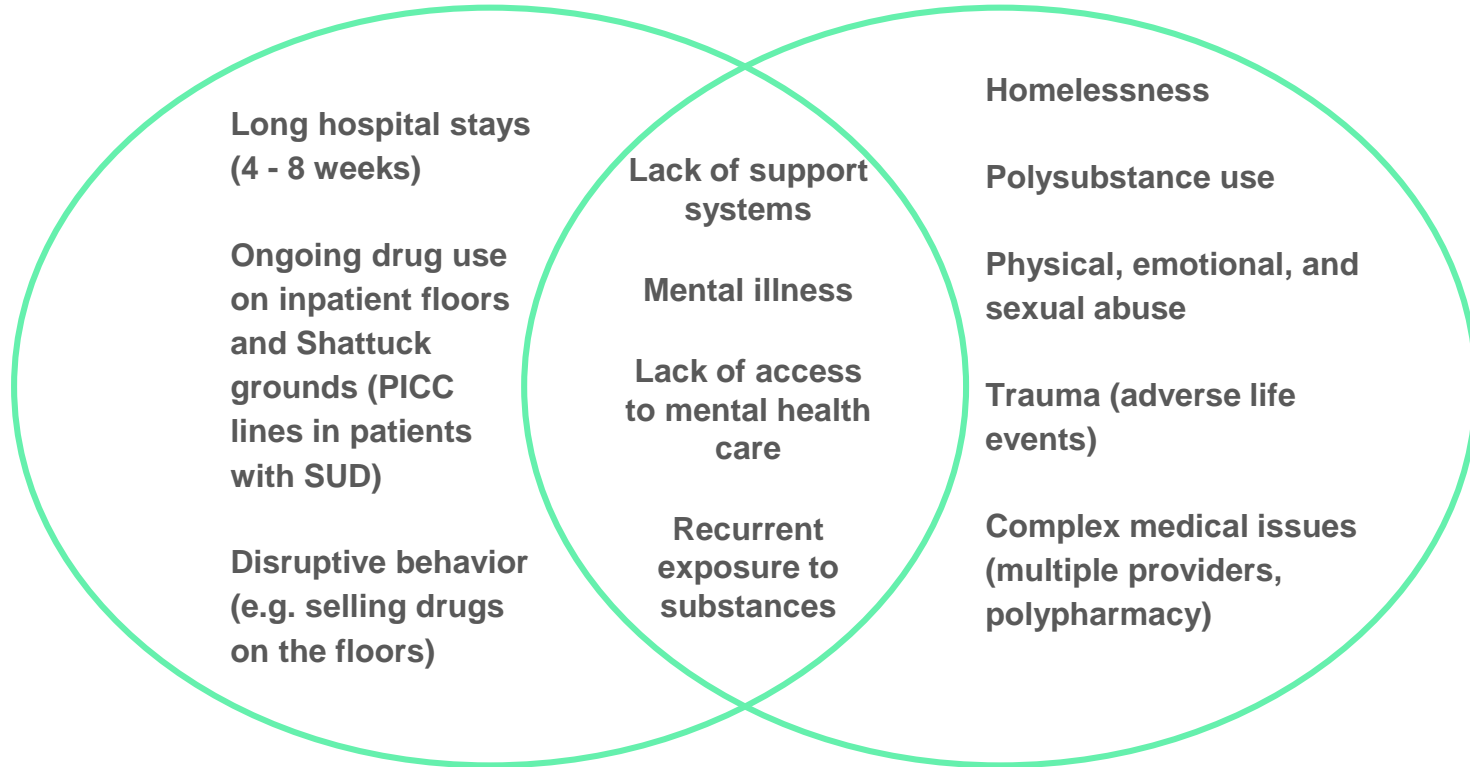 Long hospital stays
(4 - 8 weeks)
Ongoing drug use
on inpatient floors
and Shattuck
grounds (PICC
lines in patients
with SUD)
Disruptive behavior
(e.g. selling drugs
on the floors)
Lack of support
systems
Mental illness
Lack of access
to mental health
care
Recurrent
exposure to
substances
Homelessness
Polysubstance use
Physical, emotional, and
sexual abuse
Trauma (adverse life
events)
Complex medical issues
(multiple providers,
polypharmacy)